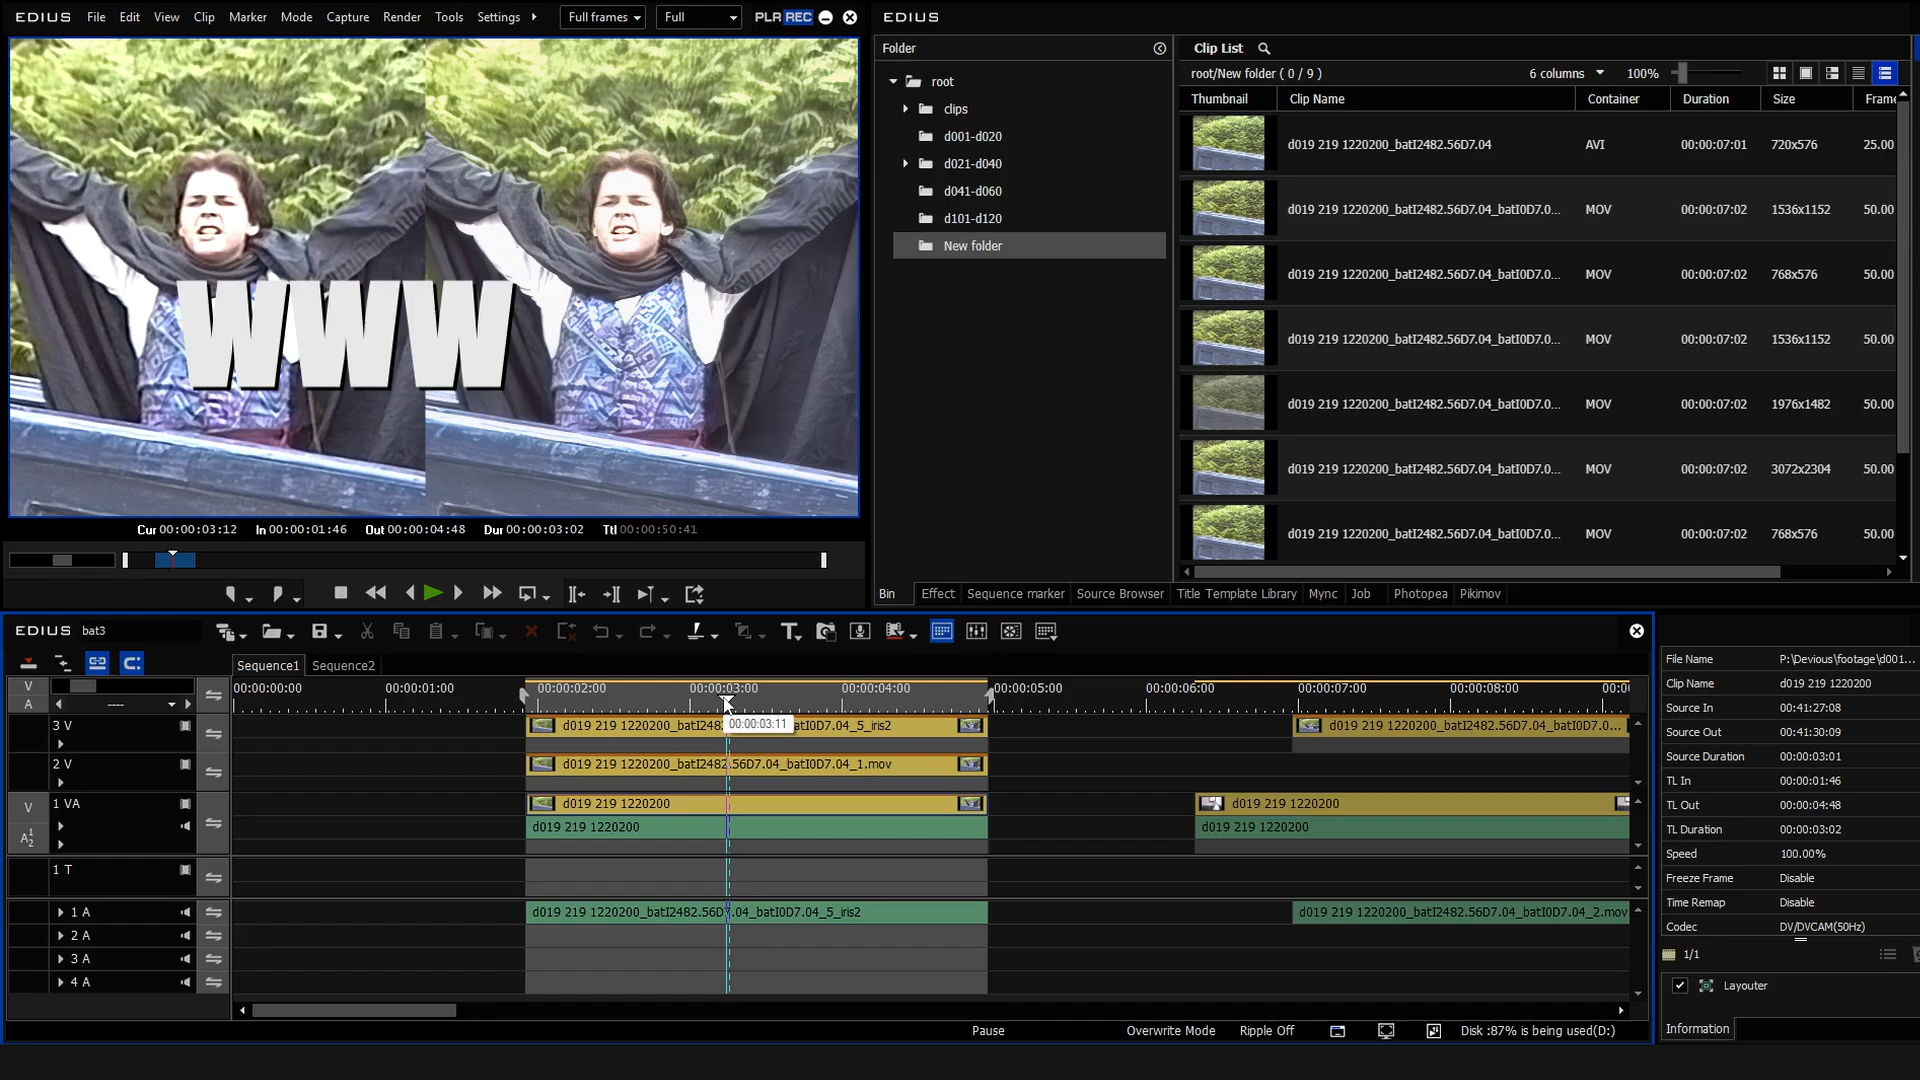 EDIUS File Edit View Clip Marker Mode Capture Render Tools Settings Full frames Full PLR REC
WWW
Cur 00:00:03:12 In 00:00:01:46 Out 00:00:04:48 Dur 00:00:03:02 Ttl 00:00:50:41
EDIUS
Folder
root
clips
d001-d020
d021-d040
d041-d060
d101-d120
New folder
Clip List
root/New folder ( 0 / 9 ) 6 columns 100%
Thumbnail Clip Name Container Duration Size Frame
d019 219 1220200_batI2482.56D7.04 AVI 00:00:07:01 720x576 25.00
d019 219 1220200_batI2482.56D7.04_batI0D7.0... MOV 00:00:07:02 1536x1152 50.00
d019 219 1220200_batI2482.56D7.04_batI0D7.0... MOV 00:00:07:02 768x576 50.00
d019 219 1220200_batI2482.56D7.04_batI0D7.0... MOV 00:00:07:02 1536x1152 50.00
d019 219 1220200_batI2482.56D7.04_batI0D7.0... MOV 00:00:07:02 1976x1482 50.00
d019 219 1220200_batI2482.56D7.04_batI0D7.0... MOV 00:00:07:02 3072x2304 50.00
d019 219 1220200_batI2482.56D7.04_batI0D7.0... MOV 00:00:07:02 768x576 50.00
Bin Effect Sequence marker Source Browser Title Template Library Mync Job Photopea Pikimov
EDIUS bat3
Sequence1 Sequence2
V
A
----
00:00:00:00 00:00:01:00 00:00:02:00 00:00:03:00 00:00:04:00 00:00:05:00 00:00:06:00 00:00:07:00 00:00:08:00 00:0
00:00:03:11
3 V d019 219 1220200_batI2482. atI0D7.04_5_iris2 d019 219 1220200_batI2482.56D7.04_batI0D7.0...
2 V d019 219 1220200_batI2482.56D7.04_batI0D7.04_1.mov
V 1 VA d019 219 1220200 d019 219 1220200
A 1 2 d019 219 1220200 d019 219 1220200
1 T
1 A d019 219 1220200_batI2482.56D7.04_batI0D7.04_5_iris2 d019 219 1220200_batI2482.56D7.04_batI0D7.04_2.mov
2 A
3 A
4 A
Pause Overwrite Mode Ripple Off Disk :87% is being used(D:)
File Name P:\Devious\footage\d001...
Clip Name d019 219 1220200
Source In 00:41:27:08
Source Out 00:41:30:09
Source Duration 00:00:03:01
TL In 00:00:01:46
TL Out 00:00:04:48
TL Duration 00:00:03:02
Speed 100.00%
Freeze Frame Disable
Time Remap Disable
Codec DV/DVCAM(50Hz)
1/1
Layouter
Information